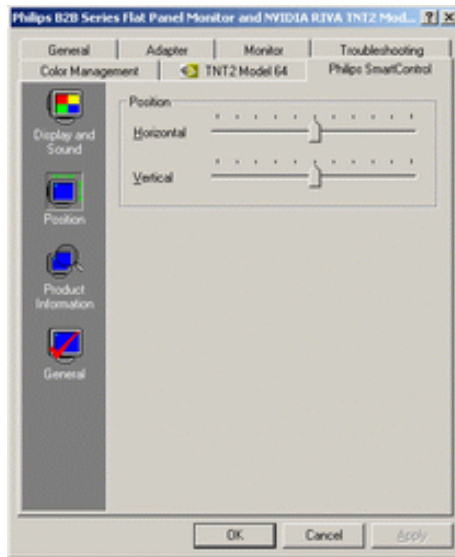 Philips B2B Series Flat Panel Monitor and NVIDIA RIVA TNT2 Mod...
General Adapter Monitor Troubleshooting
Color Management TNT2 Model 64 Philips SmartControl
Display and
Sound
Position
Product
Information
General
Position
Horizontal
Vertical
OK Cancel Apply